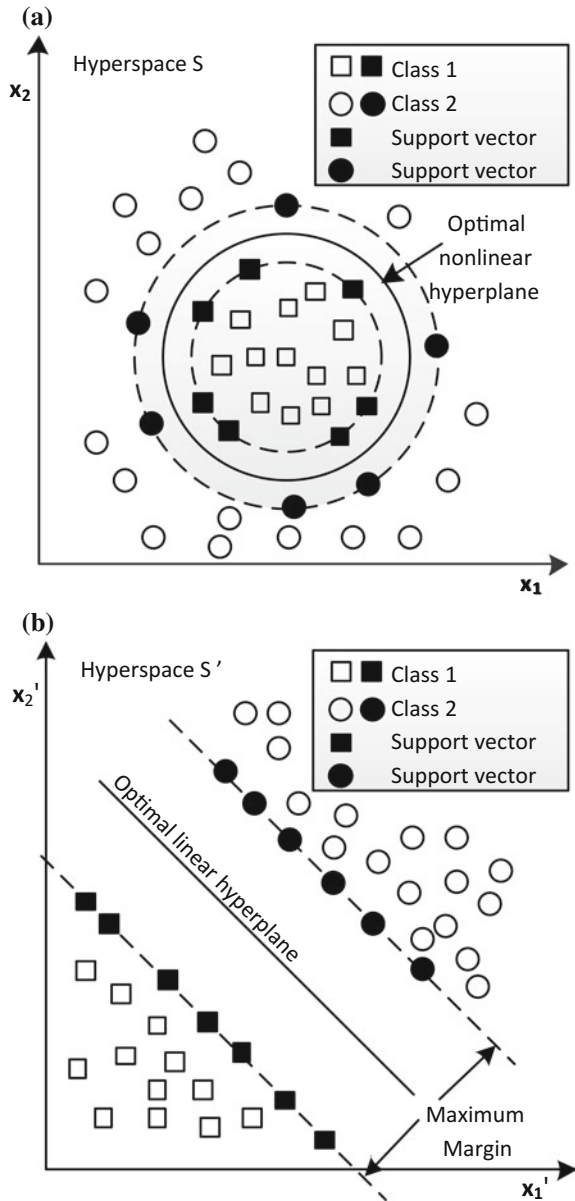 (a)
Hyperspace S
x₂
Class 1
Class 2
Support vector
Support vector
Optimal
nonlinear
hyperplane
x₁
(b)
Hyperspace S '
x₂'
Class 1
Class 2
Support vector
Support vector
Optimal linear hyperplane
Maximum
Margin
x₁'